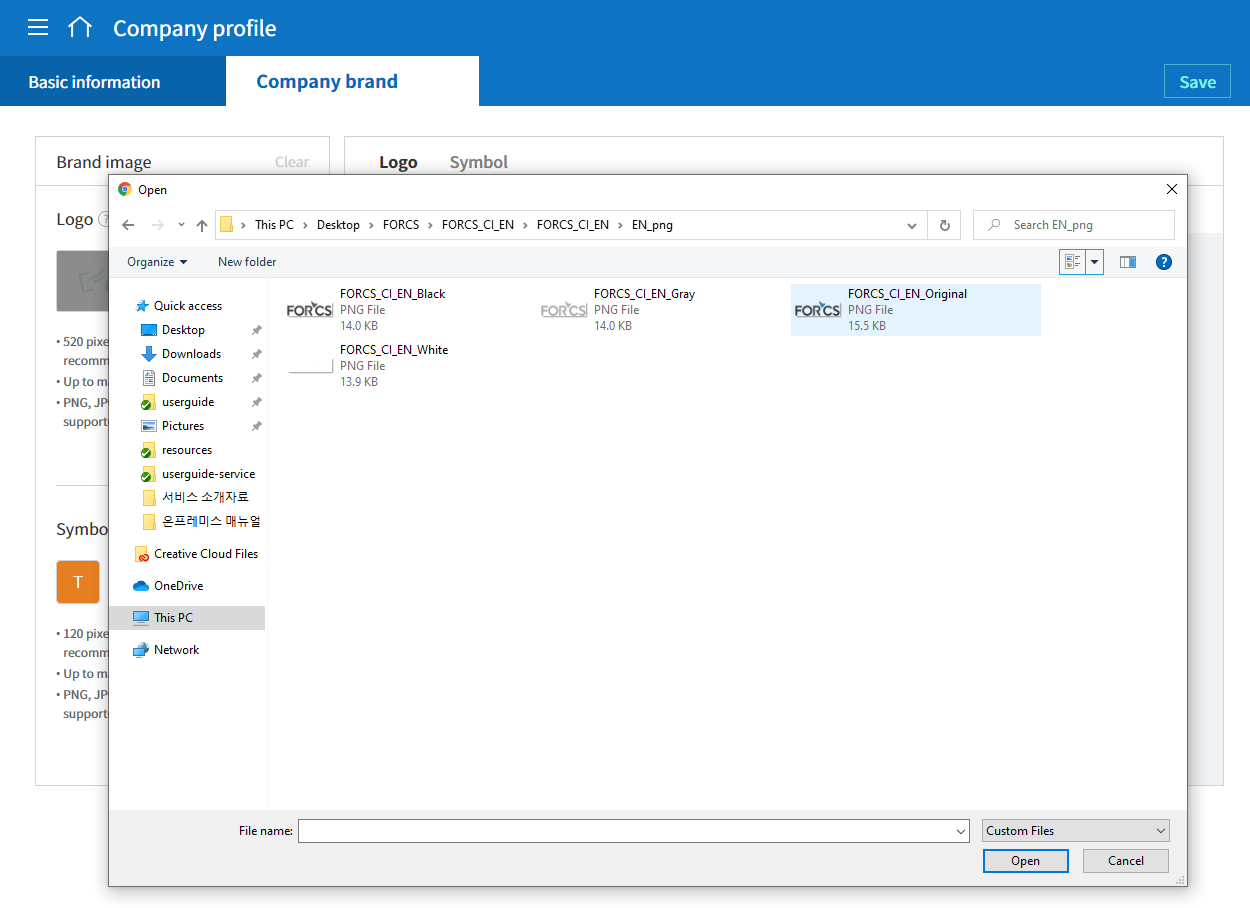 Company profile
Basic information
Company brand
Save
Brand image
Clear
Logo
Symbol
Logo ?
• 520 pixe
recomm
• Up to m
• PNG, JP
support
Symbo
T
• 120 pixe
recomm
• Up to m
• PNG, JP
support
Open
This PC > Desktop > FORCS > FORCS_CI_EN > FORCS_CI_EN > EN_png
Search EN_png
Organize
New folder
?
Quick access
Desktop
Downloads
Documents
userguide
Pictures
resources
userguide-service
서비스 소개자료
온프레미스 매뉴얼
Creative Cloud Files
OneDrive
This PC
Network
FORCS
FORCS_CI_EN_Black
PNG File
14.0 KB
FORCS
FORCS_CI_EN_Gray
PNG File
14.0 KB
FORCS
FORCS_CI_EN_Original
PNG File
15.5 KB
FORCS_CI_EN_White
PNG File
13.9 KB
File name:
Custom Files
Open
Cancel